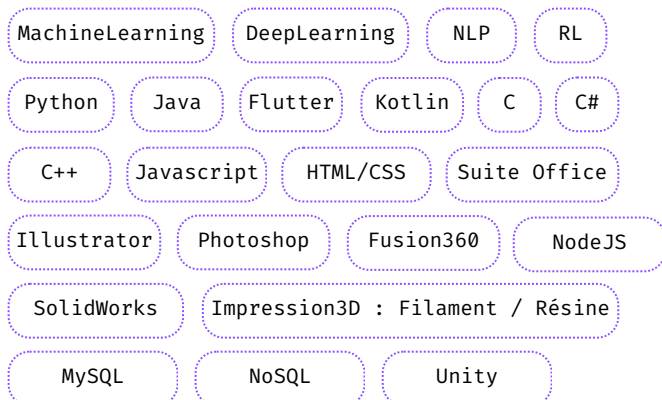 MachineLearning DeepLearning NLP RL
Python Java Flutter Kotlin C C#
C++ Javascript HTML/CSS Suite Office
Illustrator Photoshop Fusion360 NodeJS
SolidWorks Impression3D : Filament / Résine
MySQL NoSQL Unity